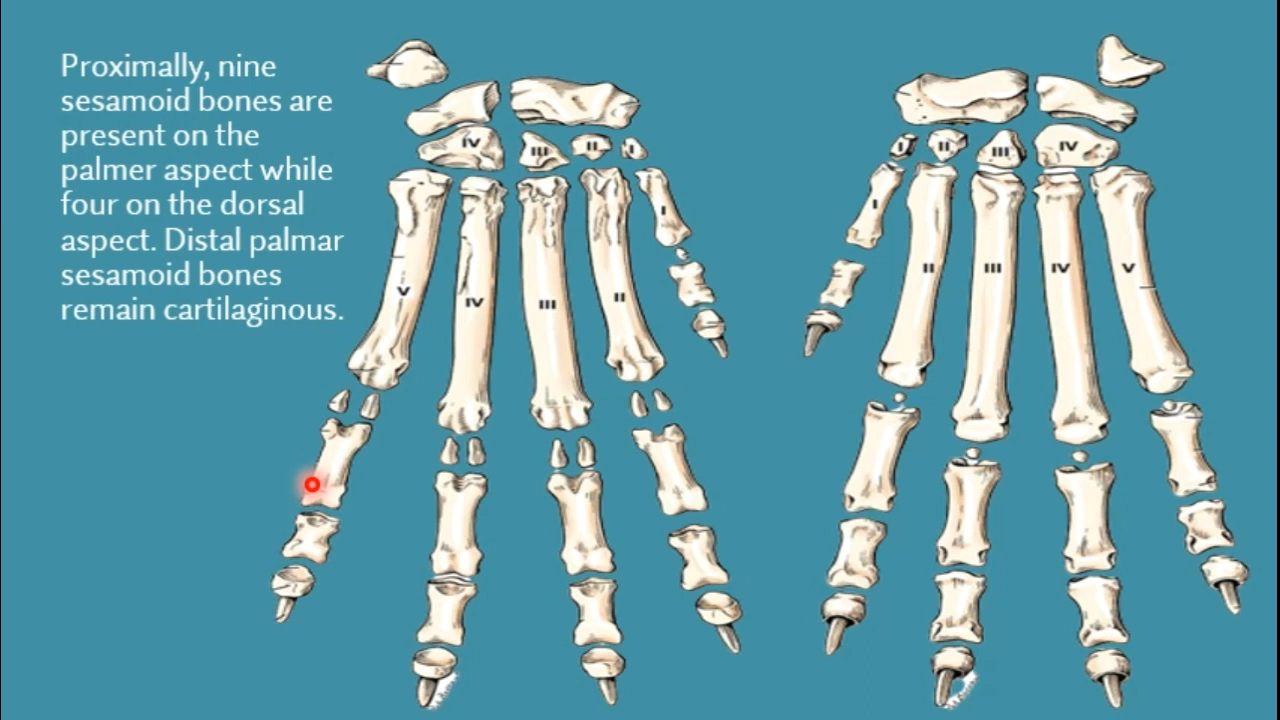 Proximally, nine
sesamoid bones are
present on the
palmer aspect while
four on the dorsal
aspect. Distal palmar
sesamoid bones
remain cartilaginous.
IV III II I
I II III IV
I I
II III IV V
V IV III II